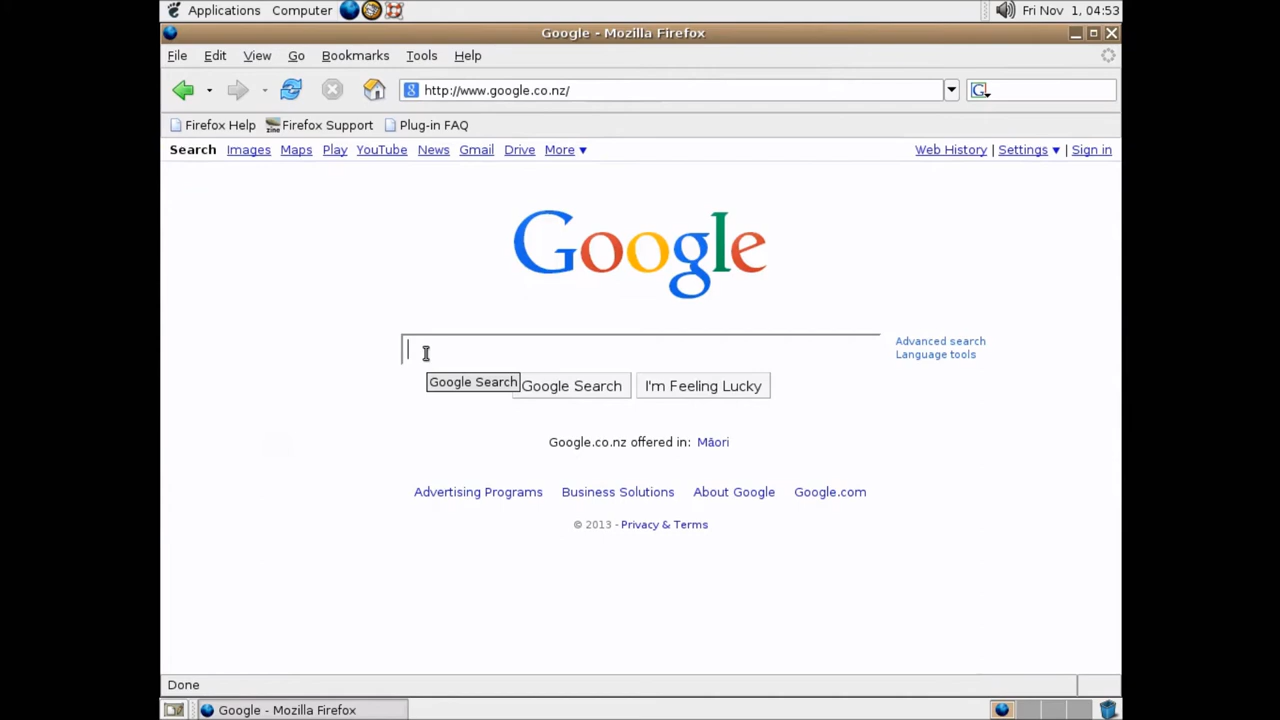 Applications Computer Fri Nov 1, 04:53
Google - Mozilla Firefox
File Edit View Go Bookmarks Tools Help
http://www.google.co.nz/ G
Firefox Help Firefox Support Plug-in FAQ
Search Images Maps Play YouTube News Gmail Drive More ▼ Web History | Settings ▼ | Sign in
Google
Advanced search
Language tools
Google Search Google Search I'm Feeling Lucky
Google.co.nz offered in: Māori
Advertising Programs Business Solutions About Google Google.com
© 2013 - Privacy & Terms
Done
Google - Mozilla Firefox